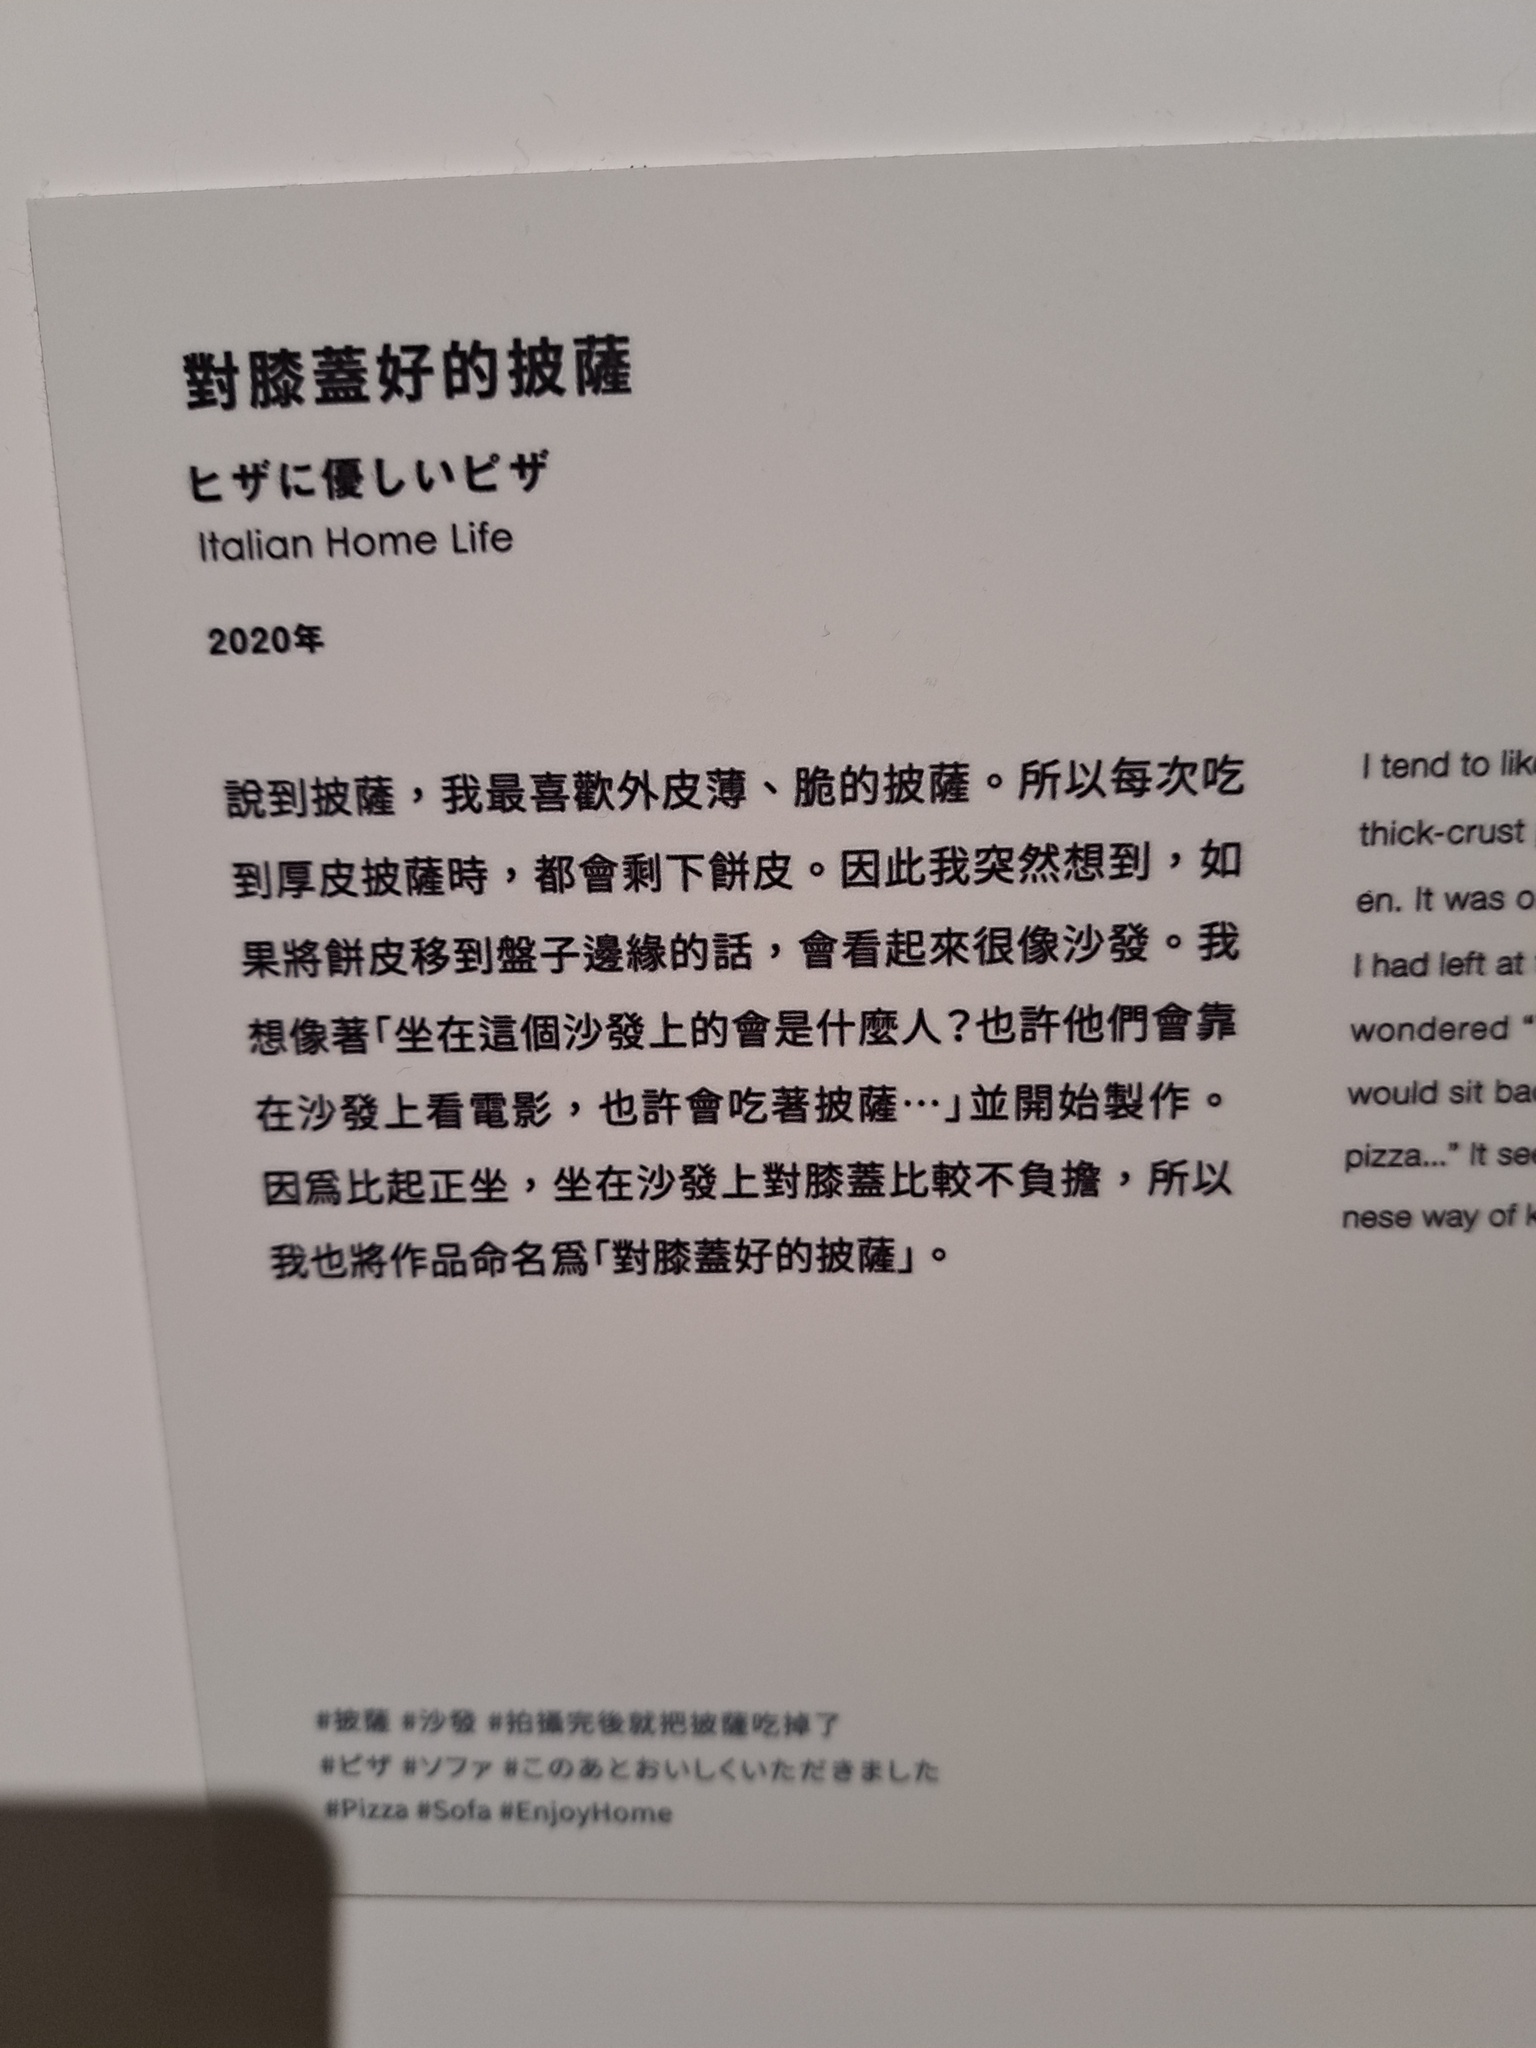 對膝蓋好的披薩
ヒザに優しいピザ
Italian Home Life
2020年
說到披薩，我最喜歡外皮薄、脆的披薩。所以每次吃
到厚皮披薩時，都會剩下餅皮。因此我突然想到，如
果將餅皮移到盤子邊緣的話，會看起來很像沙發。我
想像著「坐在這個沙發上的會是什麼人？也許他們會靠
在沙發上看電影，也許會吃著披薩…」並開始製作。
因爲比起正坐，坐在沙發上對膝蓋比較不負擔，所以
我也將作品命名爲「對膝蓋好的披薩」。
I tend to
thick-crust
en. It was
I had left at
wondered “
would sit
pizza...” It
nese way of
#披薩 #沙發 #拍攝完後就把披薩吃掉了
#ピザ #ソファ #このあとおいしくいただきました
#Pizza #Sofa #EnjoyHome